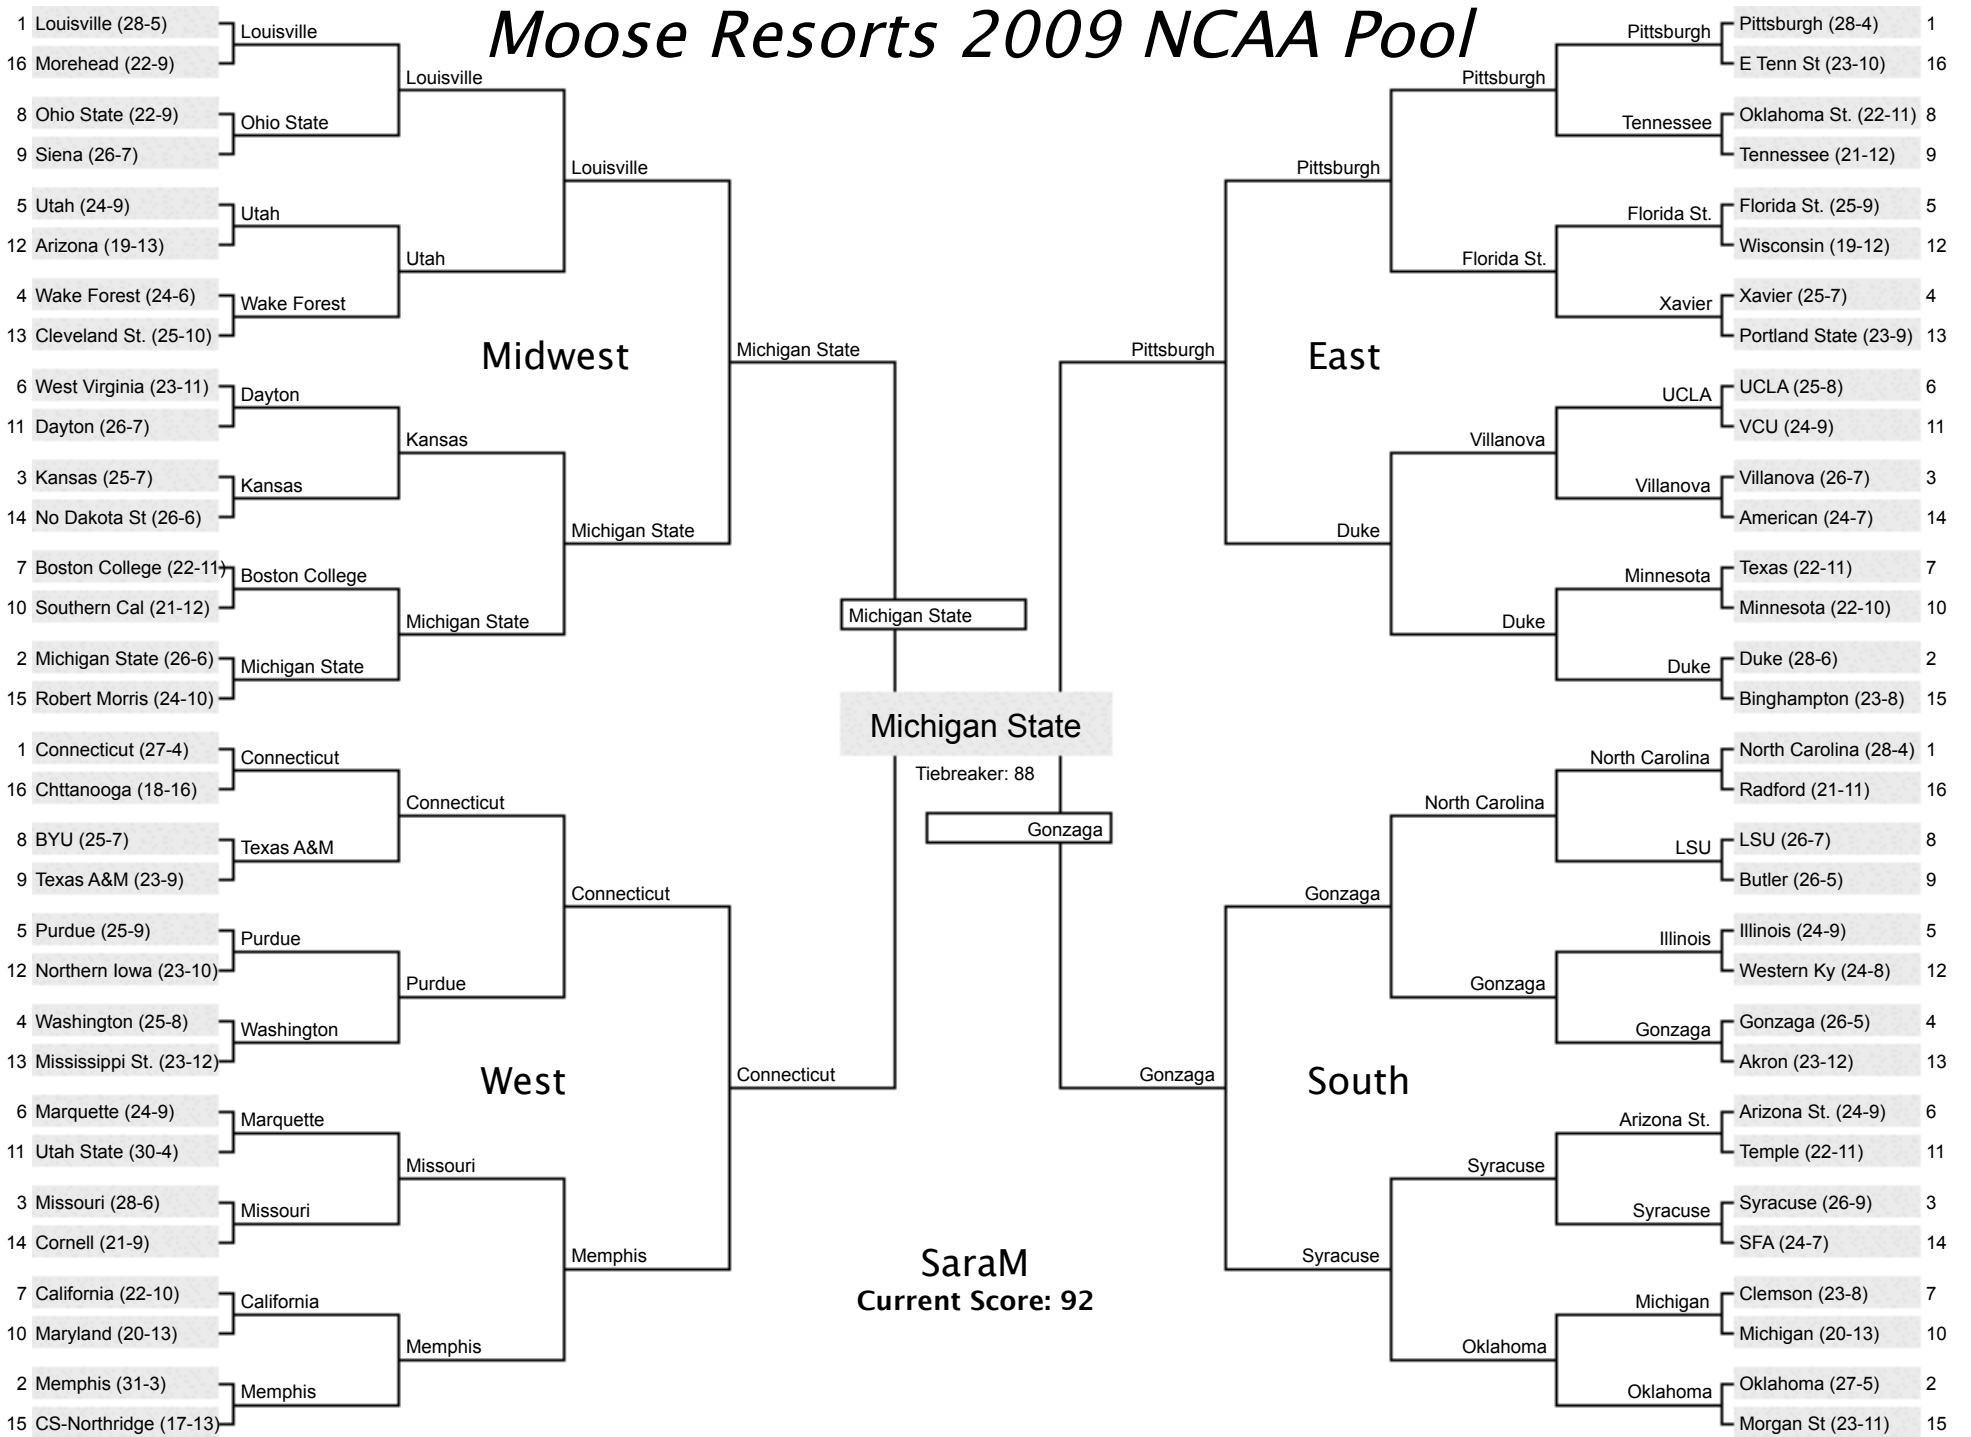 Moose Resorts 2009 NCAA Pool
1 Louisville (28-5)
16 Morehead (22-9)
8 Ohio State (22-9)
9 Siena (26-7)
5 Utah (24-9)
12 Arizona (19-13)
4 Wake Forest (24-6)
13 Cleveland St. (25-10)
6 West Virginia (23-11)
11 Dayton (26-7)
3 Kansas (25-7)
14 No Dakota St (26-6)
7 Boston College (22-11)
10 Southern Cal (21-12)
2 Michigan State (26-6)
15 Robert Morris (24-10)
Louisville
Ohio State
Utah
Wake Forest
Dayton
Kansas
Boston College
Michigan State
Louisville
Utah
Kansas
Michigan State
Louisville
Michigan State
Midwest
Michigan State
1 Connecticut (27-4)
16 Chttanooga (18-16)
8 BYU (25-7)
9 Texas A&M (23-9)
5 Purdue (25-9)
12 Northern Iowa (23-10)
4 Washington (25-8)
13 Mississippi St. (23-12)
6 Marquette (24-9)
11 Utah State (30-4)
3 Missouri (28-6)
14 Cornell (21-9)
7 California (22-10)
10 Maryland (20-13)
2 Memphis (31-3)
15 CS-Northridge (17-13)
Connecticut
Texas A&M
Purdue
Washington
Marquette
Missouri
California
Memphis
Connecticut
Purdue
Missouri
Memphis
Connecticut
Memphis
West
Connecticut
Michigan State
Michigan State
Tiebreaker: 88
Gonzaga
SaraM
Current Score: 92
Pittsburgh
East
Pittsburgh
Duke
Pittsburgh
Florida St.
Villanova
Duke
Pittsburgh
Tennessee
Florida St.
Xavier
UCLA
Villanova
Minnesota
Duke
Pittsburgh (28-4) 1
E Tenn St (23-10) 16
Oklahoma St. (22-11) 8
Tennessee (21-12) 9
Florida St. (25-9) 5
Wisconsin (19-12) 12
Xavier (25-7) 4
Portland State (23-9) 13
UCLA (25-8) 6
VCU (24-9) 11
Villanova (26-7) 3
American (24-7) 14
Texas (22-11) 7
Minnesota (22-10) 10
Duke (28-6) 2
Binghampton (23-8) 15
Gonzaga
South
Gonzaga
Syracuse
North Carolina
Gonzaga
Syracuse
Oklahoma
North Carolina
LSU
Illinois
Gonzaga
Arizona St.
Syracuse
Michigan
Oklahoma
North Carolina (28-4) 1
Radford (21-11) 16
LSU (26-7) 8
Butler (26-5) 9
Illinois (24-9) 5
Western Ky (24-8) 12
Gonzaga (26-5) 4
Akron (23-12) 13
Arizona St. (24-9) 6
Temple (22-11) 11
Syracuse (26-9) 3
SFA (24-7) 14
Clemson (23-8) 7
Michigan (20-13) 10
Oklahoma (27-5) 2
Morgan St (23-11) 15